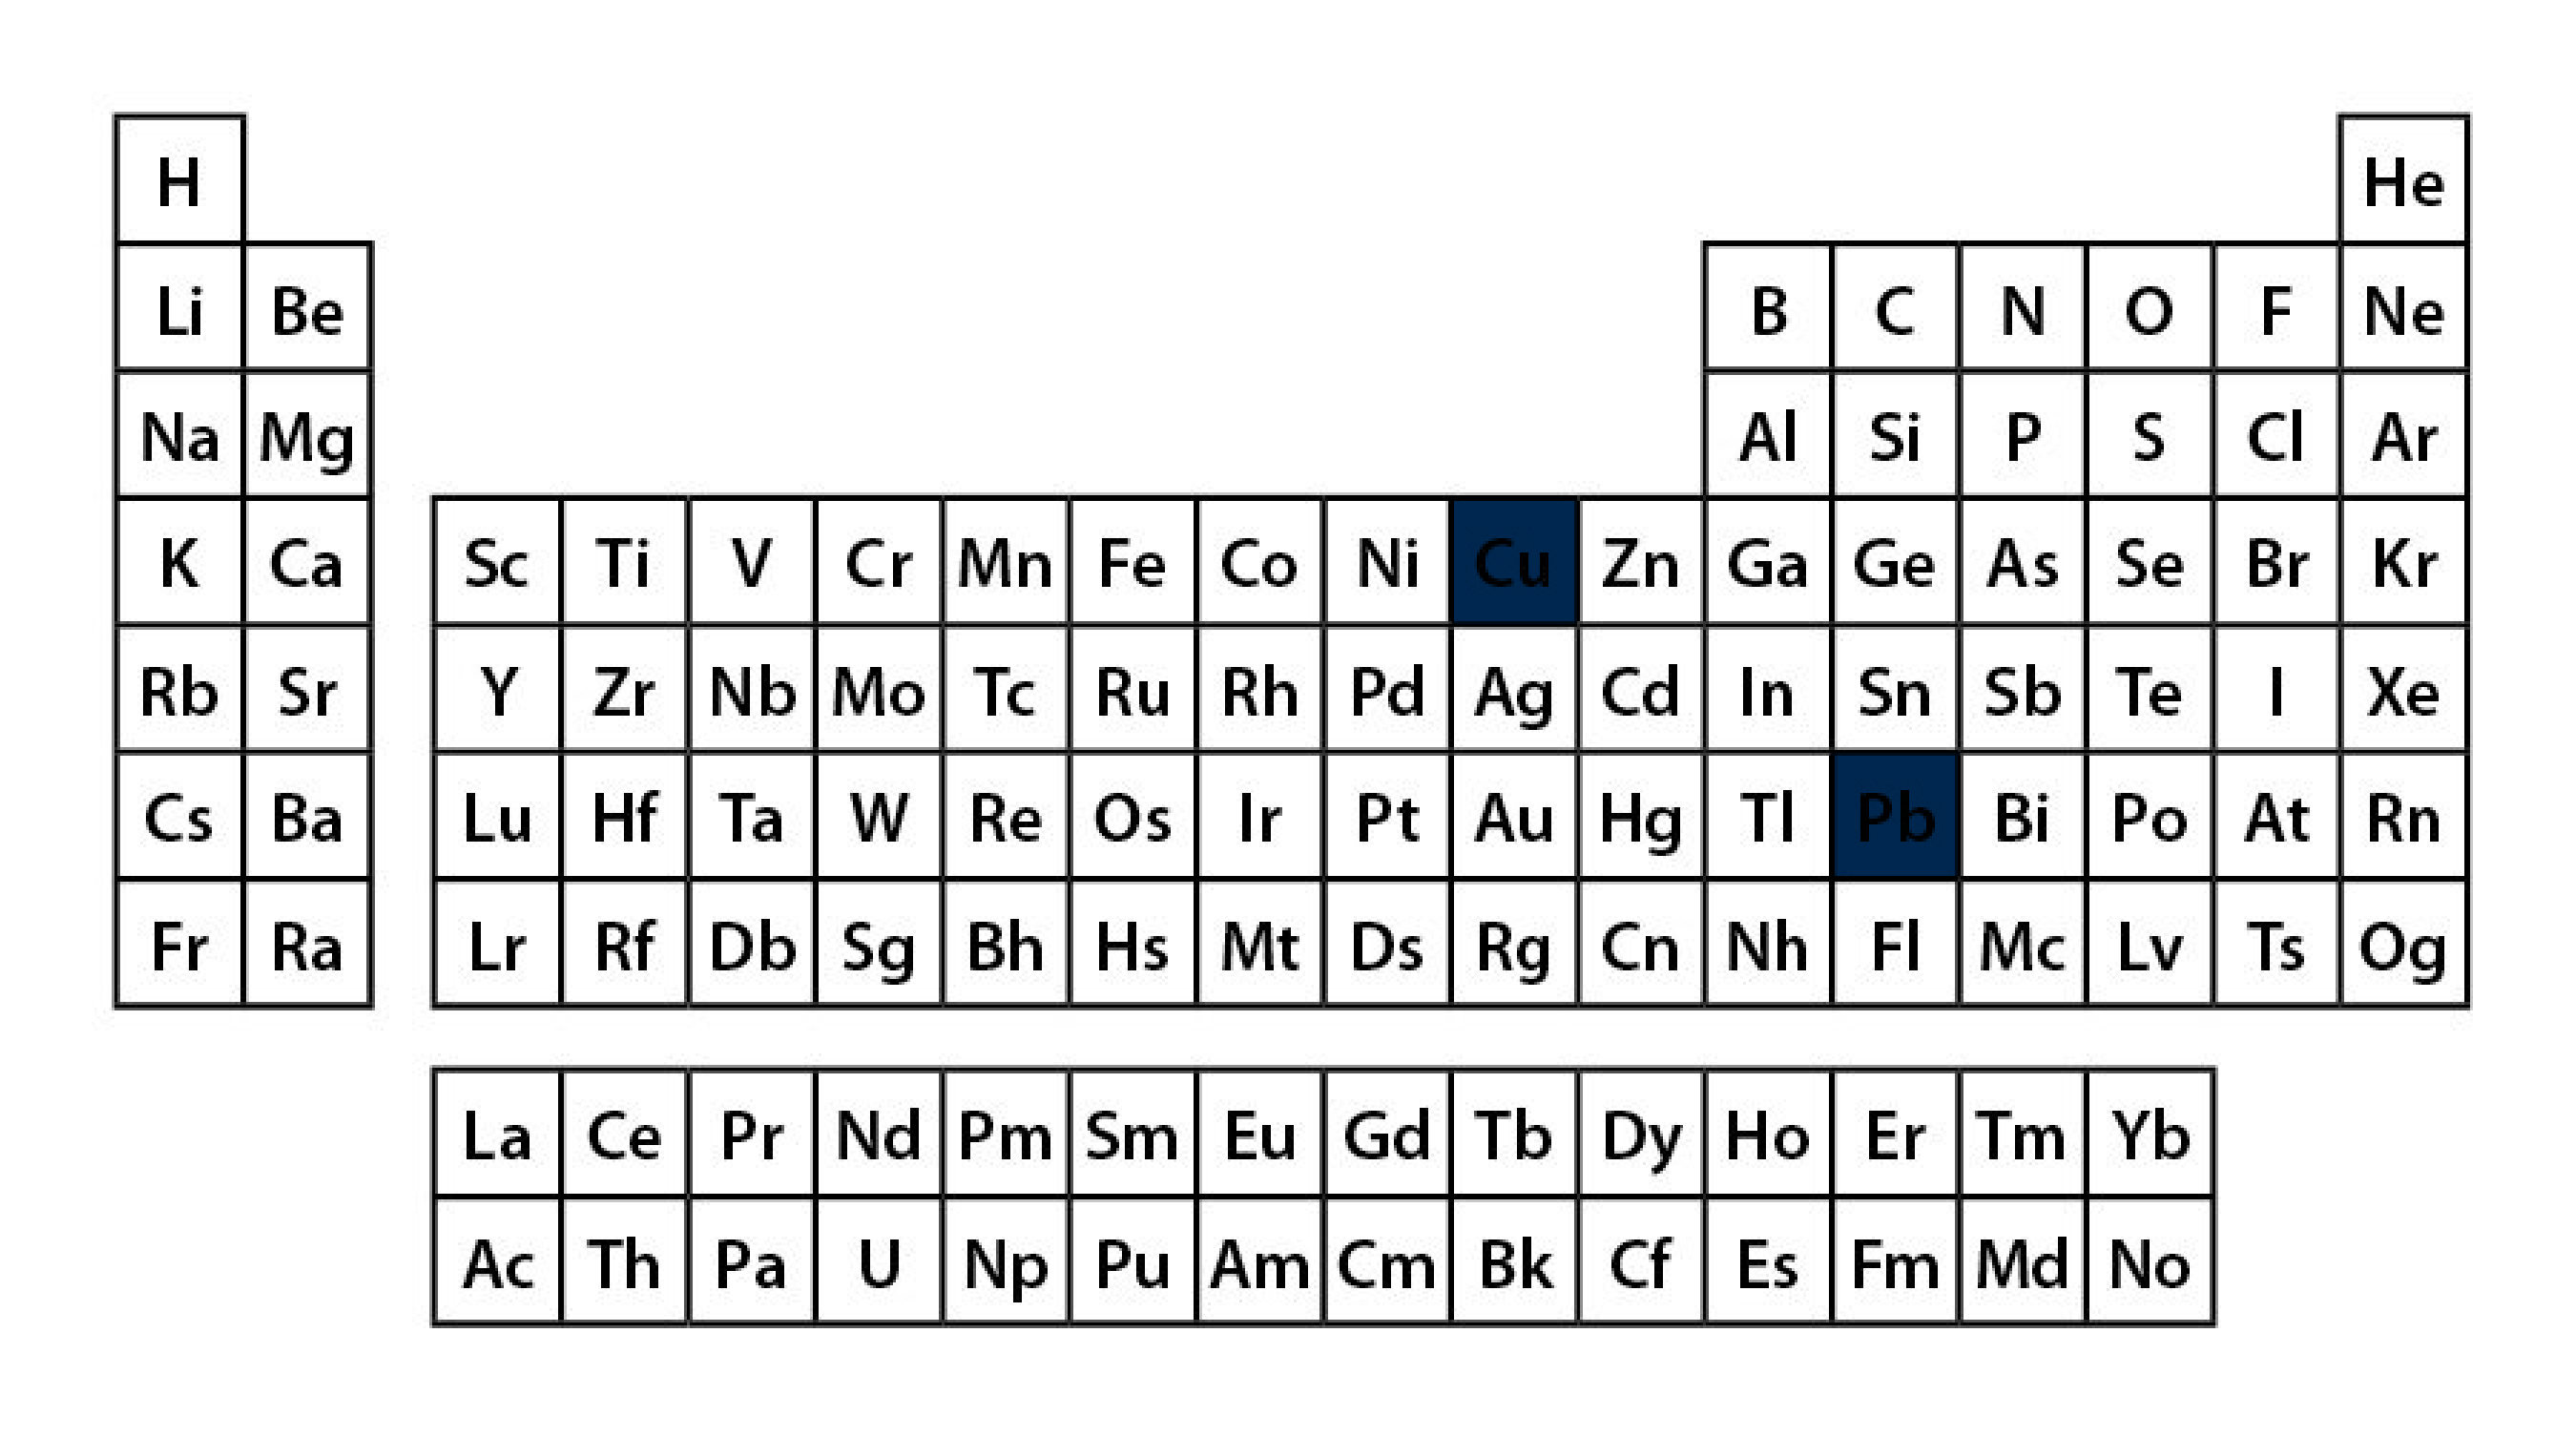 H He
Li Be B C N O F Ne
Na Mg Al Si P S Cl Ar
K Ca Sc Ti V Cr Mn Fe Co Ni Cu Zn Ga Ge As Se Br Kr
Rb Sr Y Zr Nb Mo Tc Ru Rh Pd Ag Cd In Sn Sb Te I Xe
Cs Ba Lu Hf Ta W Re Os Ir Pt Au Hg Tl Pb Bi Po At Rn
Fr Ra Lr Rf Db Sg Bh Hs Mt Ds Rg Cn Nh Fl Mc Lv Ts Og
La Ce Pr Nd Pm Sm Eu Gd Tb Dy Ho Er Tm Yb
Ac Th Pa U Np Pu Am Cm Bk Cf Es Fm Md No